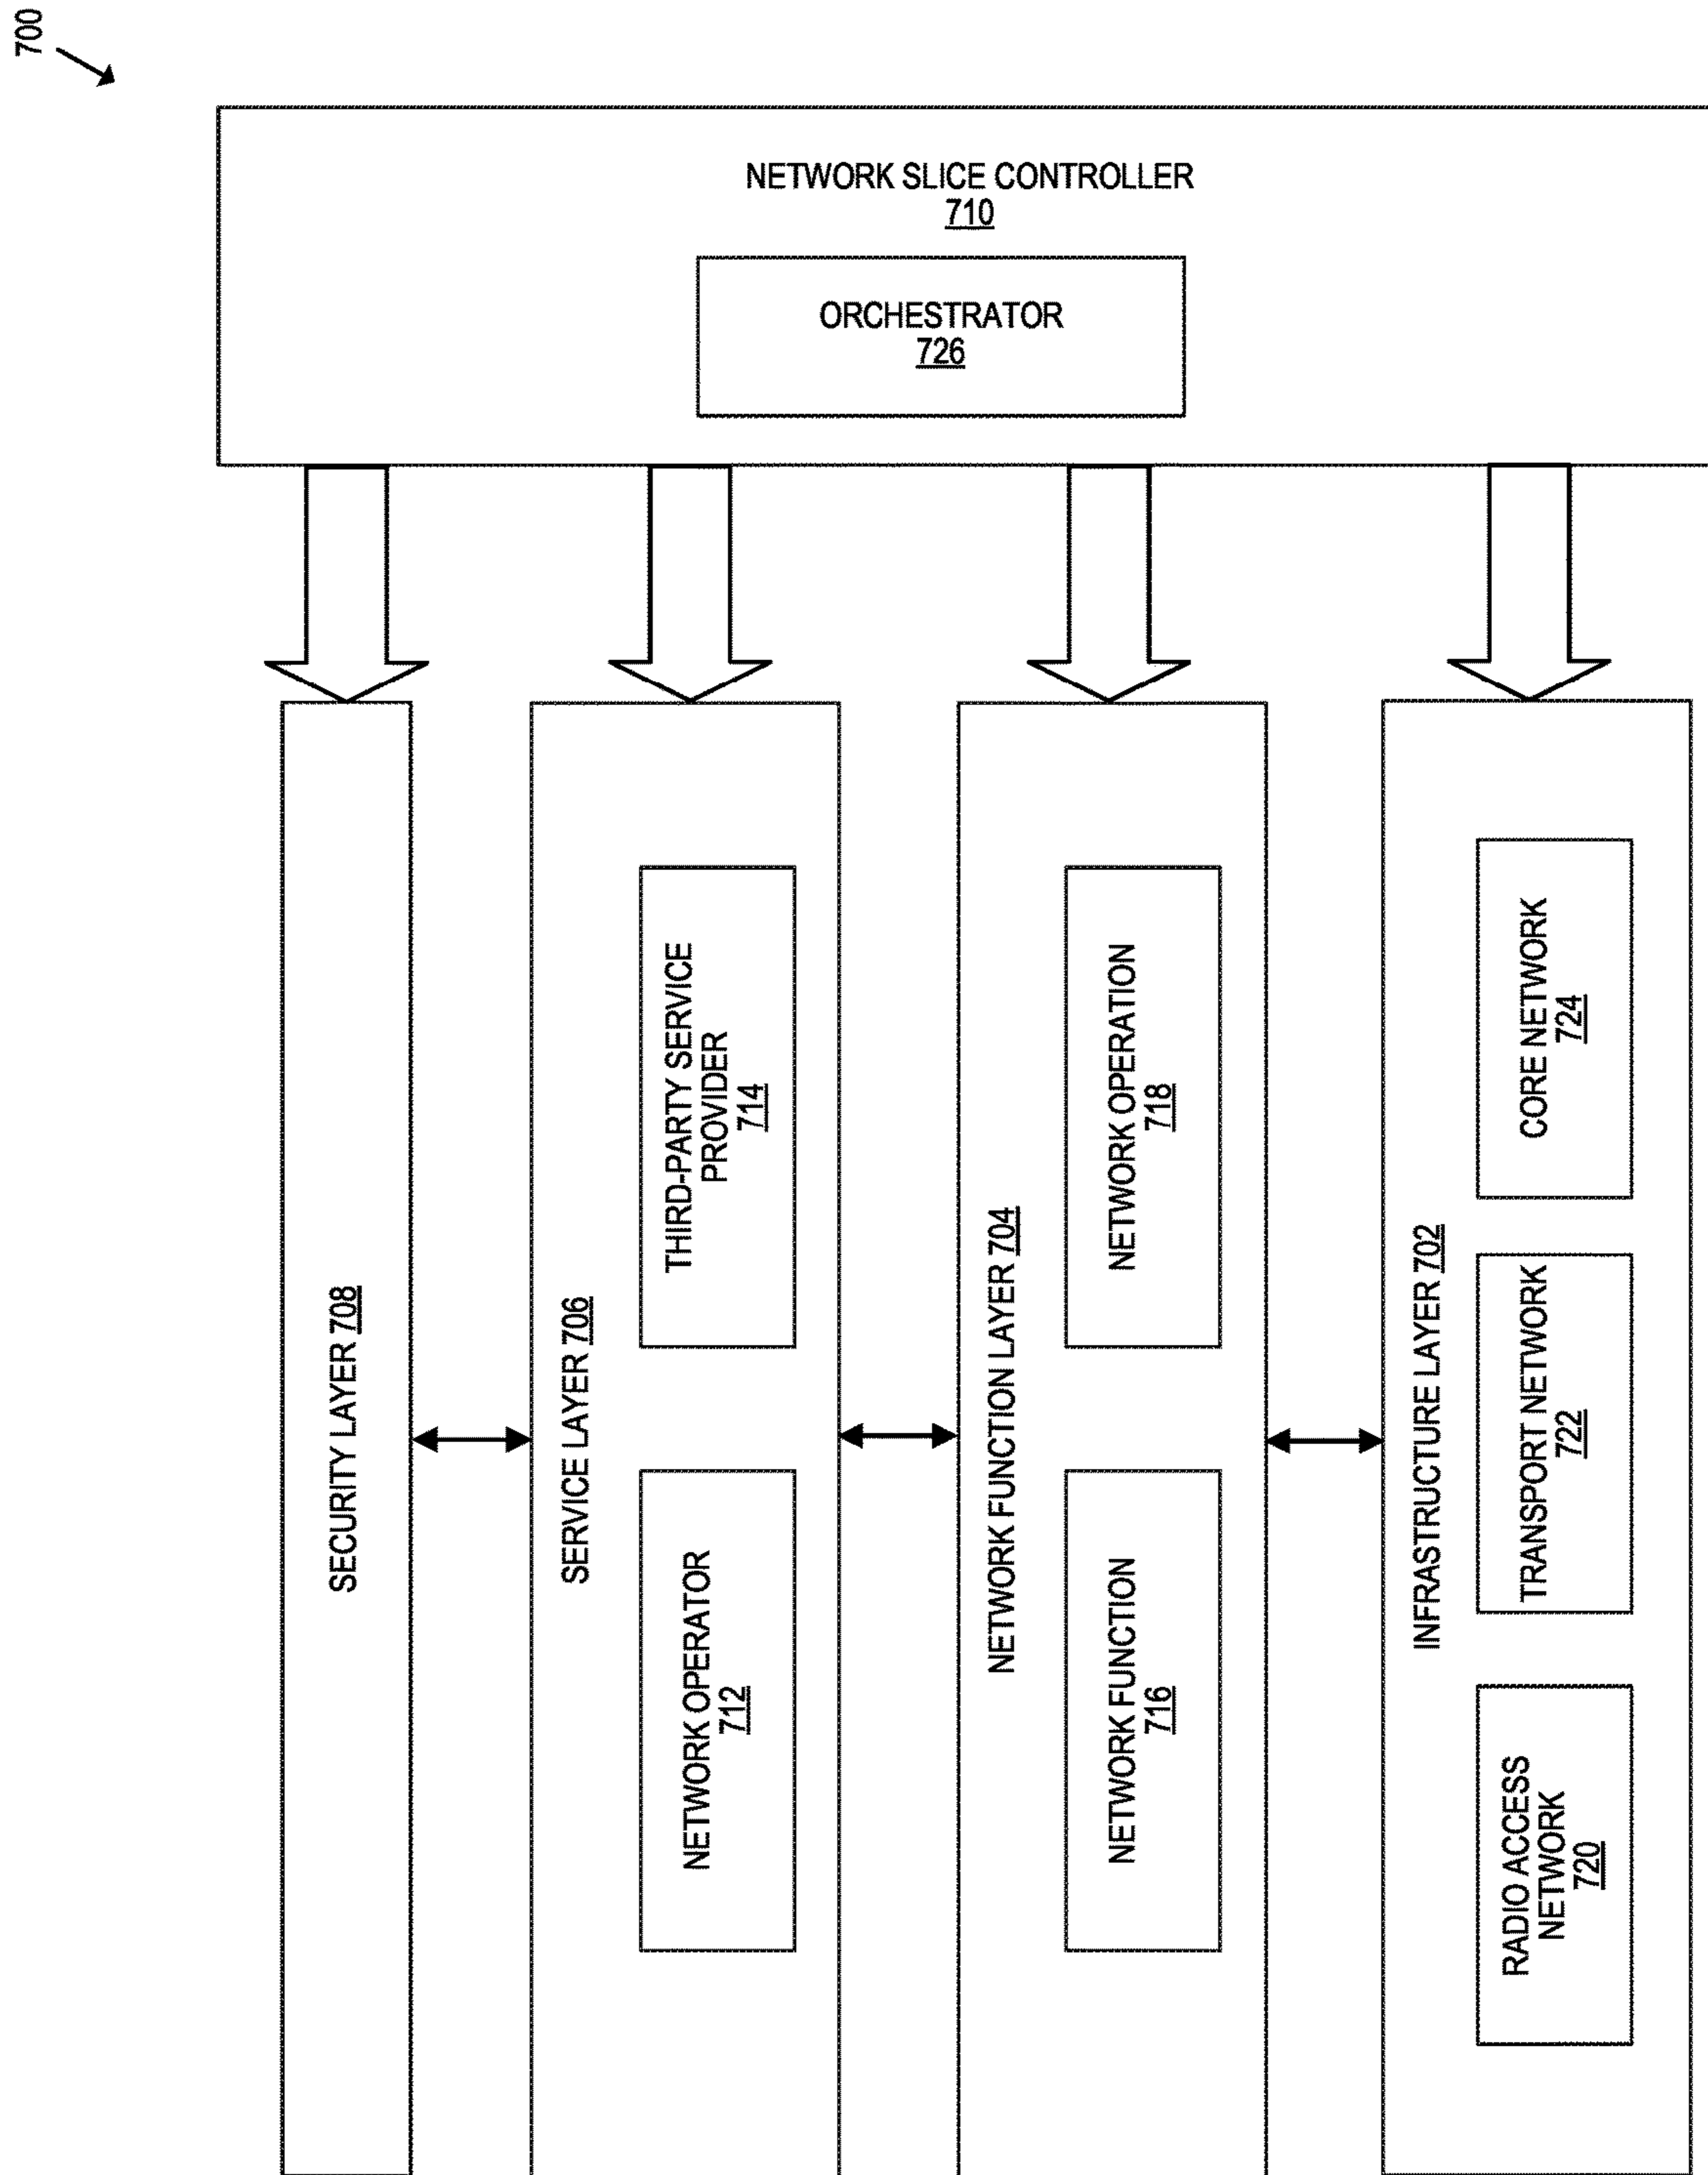 700
NETWORK SLICE CONTROLLER
710
ORCHESTRATOR
726
SECURITY LAYER 708
SERVICE LAYER 706
NETWORK OPERATOR
712
THIRD-PARTY SERVICE
PROVIDER
714
NETWORK FUNCTION LAYER 704
NETWORK FUNCTION
716
NETWORK OPERATION
718
INFRASTRUCTURE LAYER 702
RADIO ACCESS
NETWORK
720
TRANSPORT NETWORK
722
CORE NETWORK
724